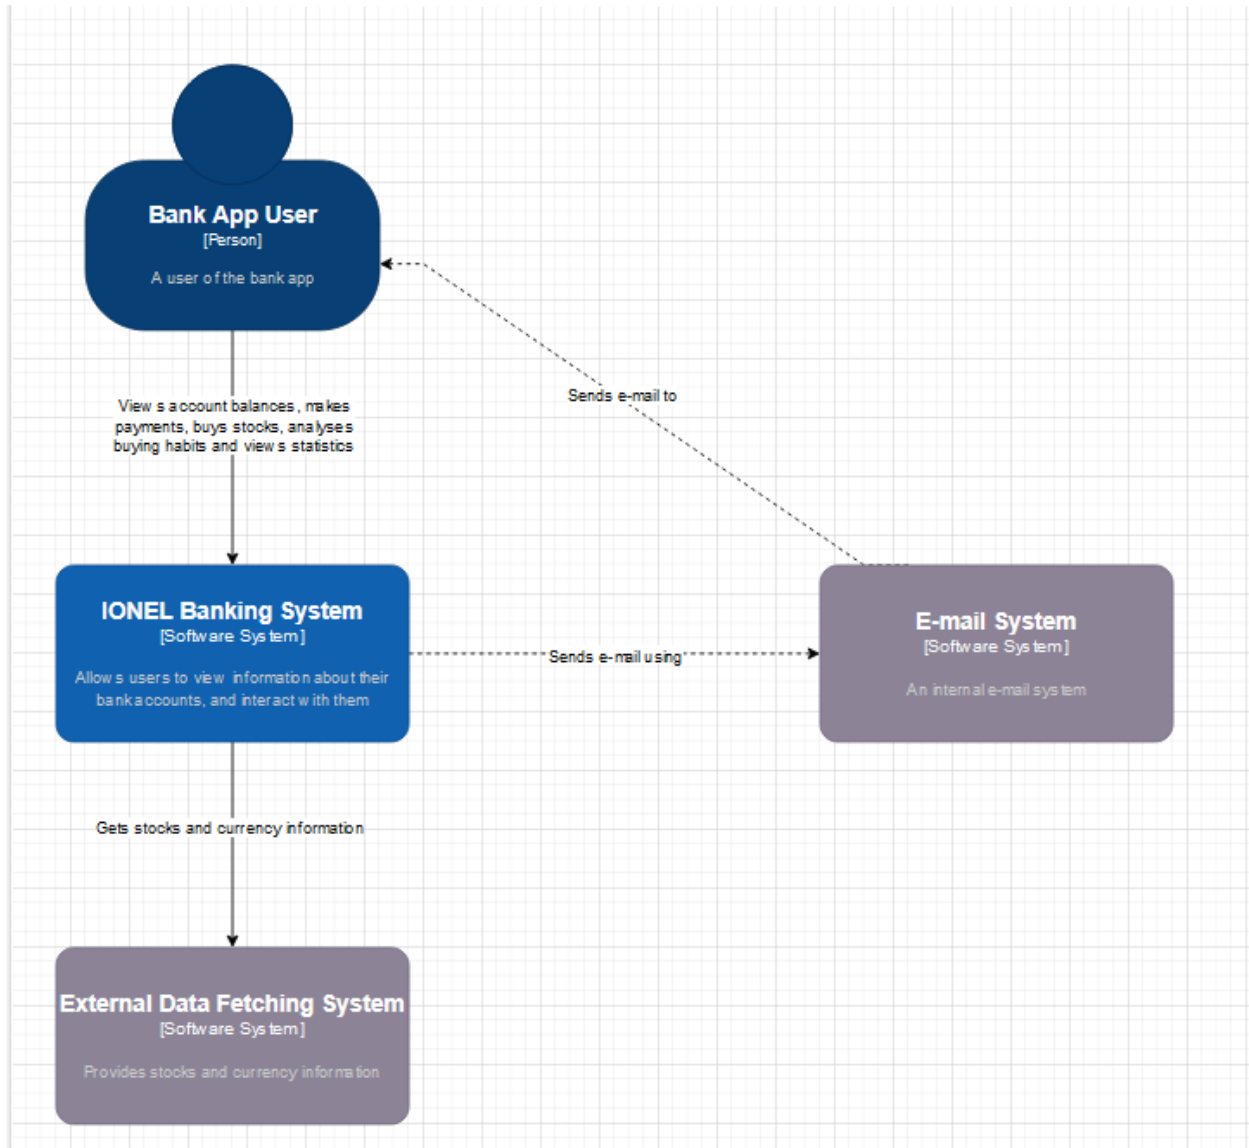 Bank App User
[Person]
A user of the bank app
Sends e-mail to
Views account balances, makes
payments, buys stocks, analyses
buying habits and views statistics
IONEL Banking System
[Software System]
Allows users to view information about their
bank accounts, and interact with them
Sends e-mail using
E-mail System
[Software System]
An internal e-mail system
Gets stocks and currency information
External Data Fetching System
[Software System]
Provides stocks and currency information